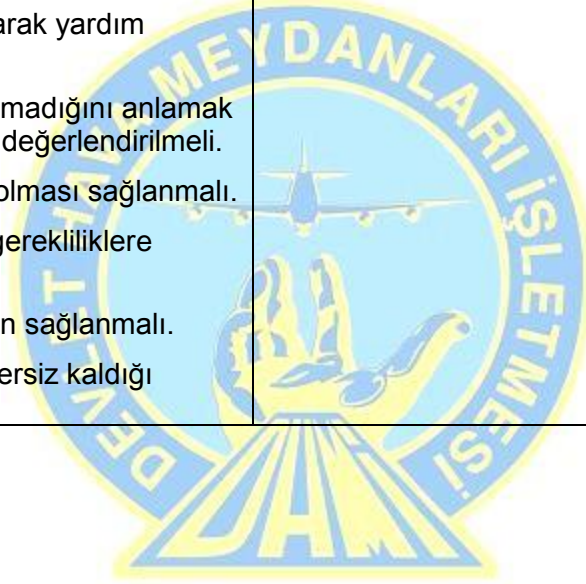 arak yardım
madığını anlamak
değerlendirilmeli.
olması sağlanmalı.
gerekliliklere
n sağlanmalı.
ersiz kaldığı
DEVLET HAVA MEYDANLARI İŞLETMESİ
DHMİ